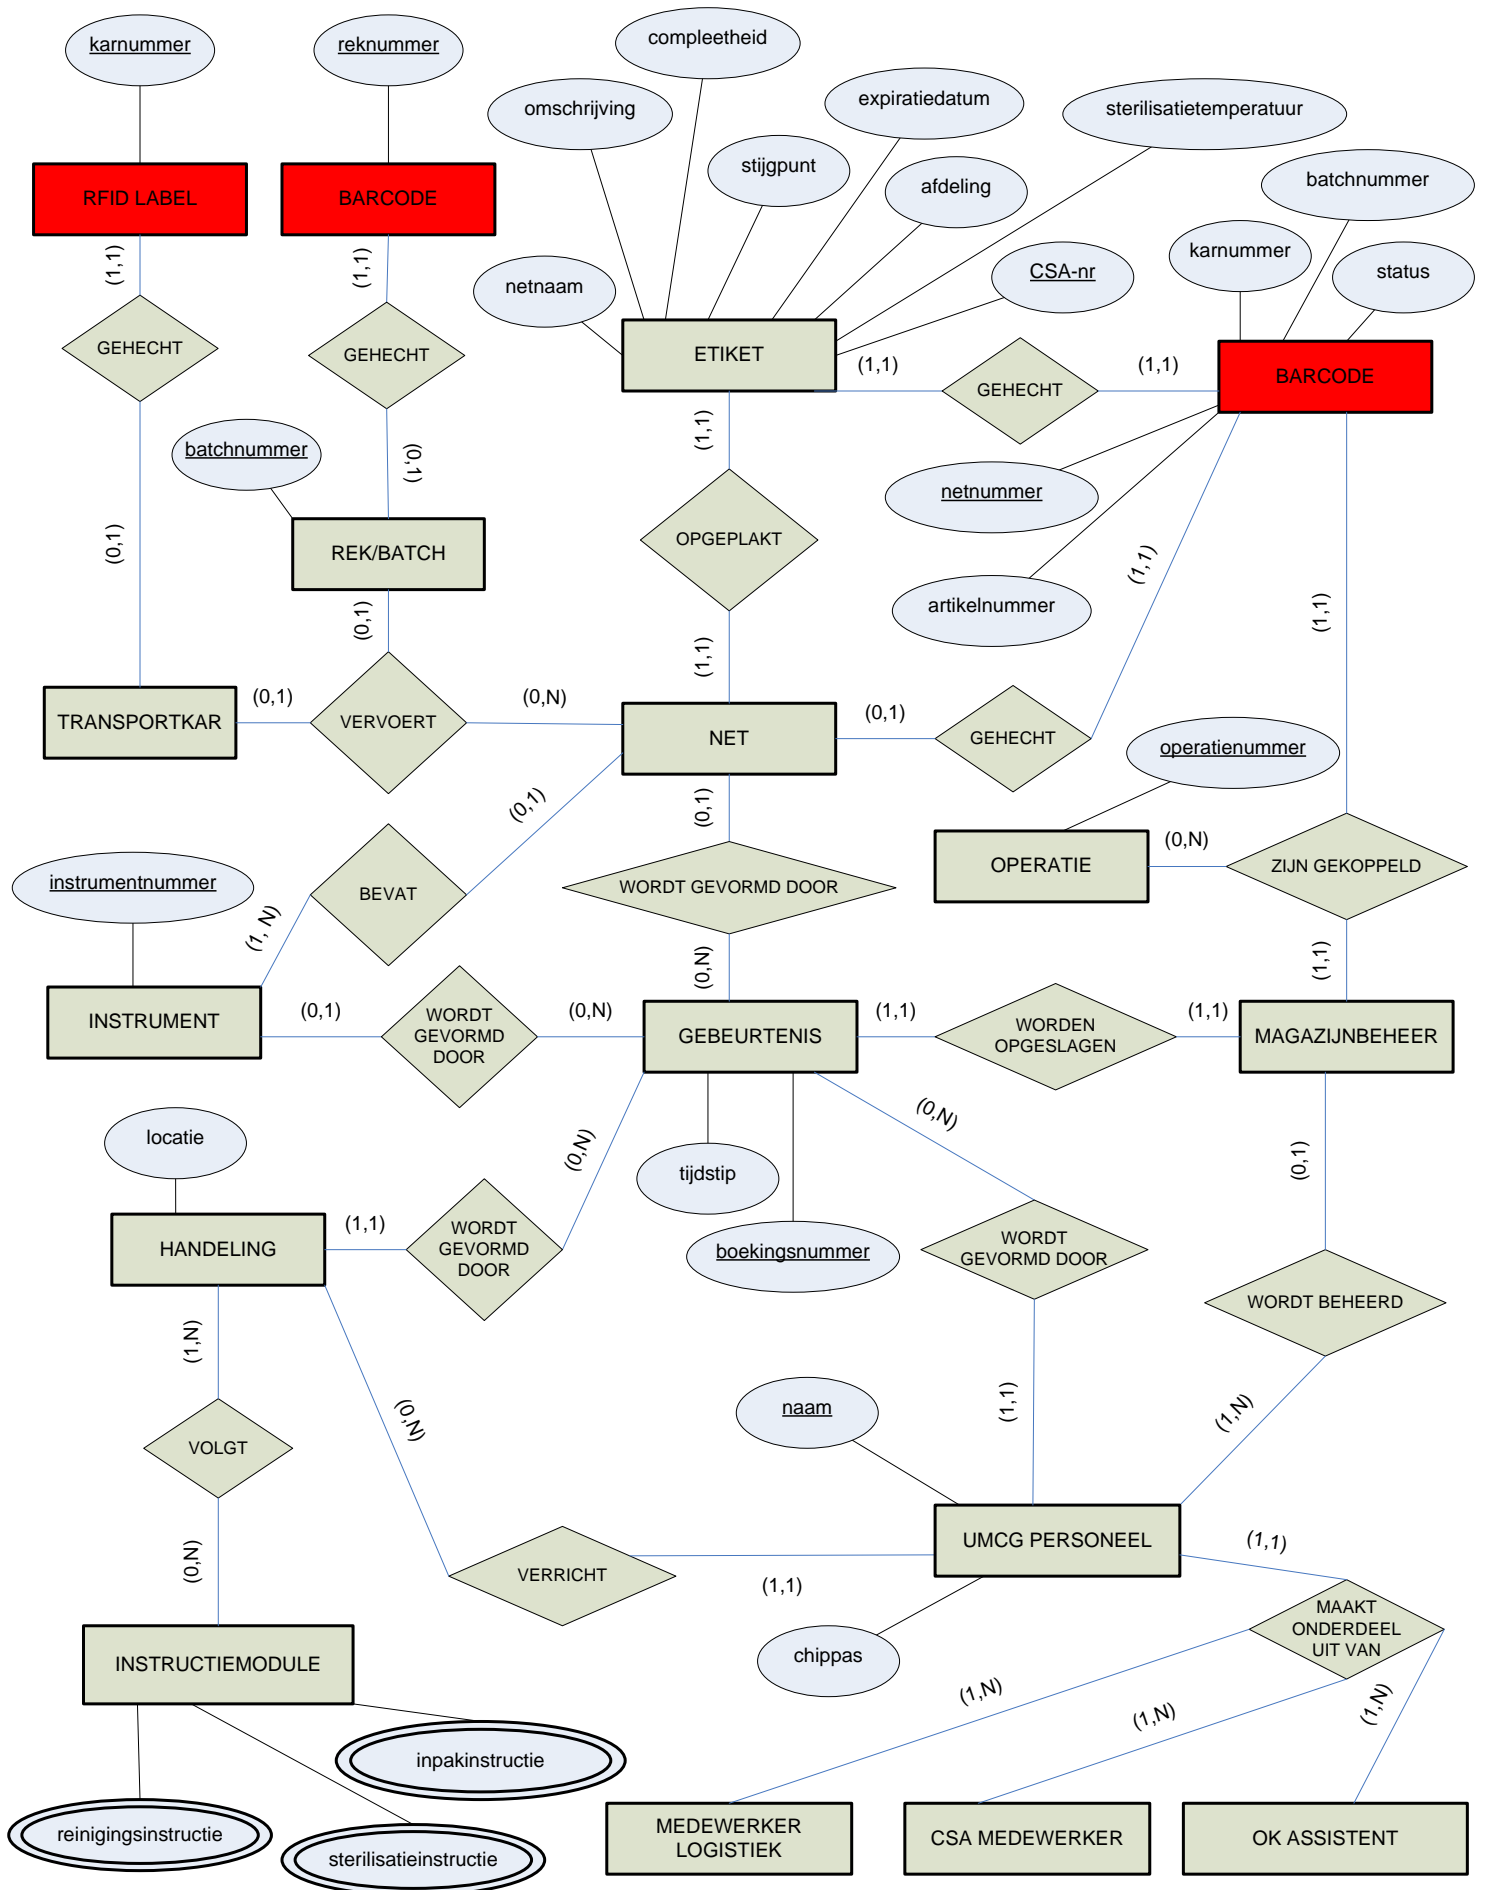 karnummer
reknummer
compleetheid
omschrijving
expiratiedatum
sterilisatietemperatuur
stijgpunt
afdeling
batchnummer
RFID LABEL
BARCODE
karnummer
status
CSA-nr
netnaam
(1,1)
(1,1)
GEHECHT
GEHECHT
ETIKET
(1,1)
GEHECHT
(1,1)
BARCODE
(1,1)
batchnummer
(0,1)
netnummer
(0,1)
REK/BATCH
OPGEPLAKT
(1,1)
artikelnummer
(1,1)
(0,1)
(1,1)
TRANSPORTKAR
(0,1)
VERVOERT
(0,N)
NET
(0,1)
GEHECHT
operatienummer
(0,1)
(0,1)
OPERATIE
(0,N)
ZIJN GEKOPPELD
instrumentnummer
BEVAT
WORDT GEVORMD DOOR
(1, N)
(0,N)
(1,1)
INSTRUMENT
(0,1)
WORDT
GEVORMD
DOOR
(0,N)
GEBEURTENIS
(1,1)
WORDEN
OPGESLAGEN
(1,1)
MAGAZIJNBEHEER
(0,N)
locatie
(0,N)
tijdstip
(0,1)
HANDELING
(1,1)
WORDT
GEVORMD
DOOR
boekingsnummer
WORDT
GEVORMD DOOR
WORDT BEHEERD
(1,N)
(0,N)
naam
(1,1)
(1,N)
VOLGT
(0,N)
VERRICHT
(1,1)
UMCG PERSONEEL
(1,1)
MAAKT
ONDERDEEL
UIT VAN
chippas
INSTRUCTIEMODULE
(1,N)
(1,N)
(1,N)
inpakinstructie
reinigingsinstructie
sterilisatieinstructie
MEDEWERKER
LOGISTIEK
CSA MEDEWERKER
OK ASSISTENT